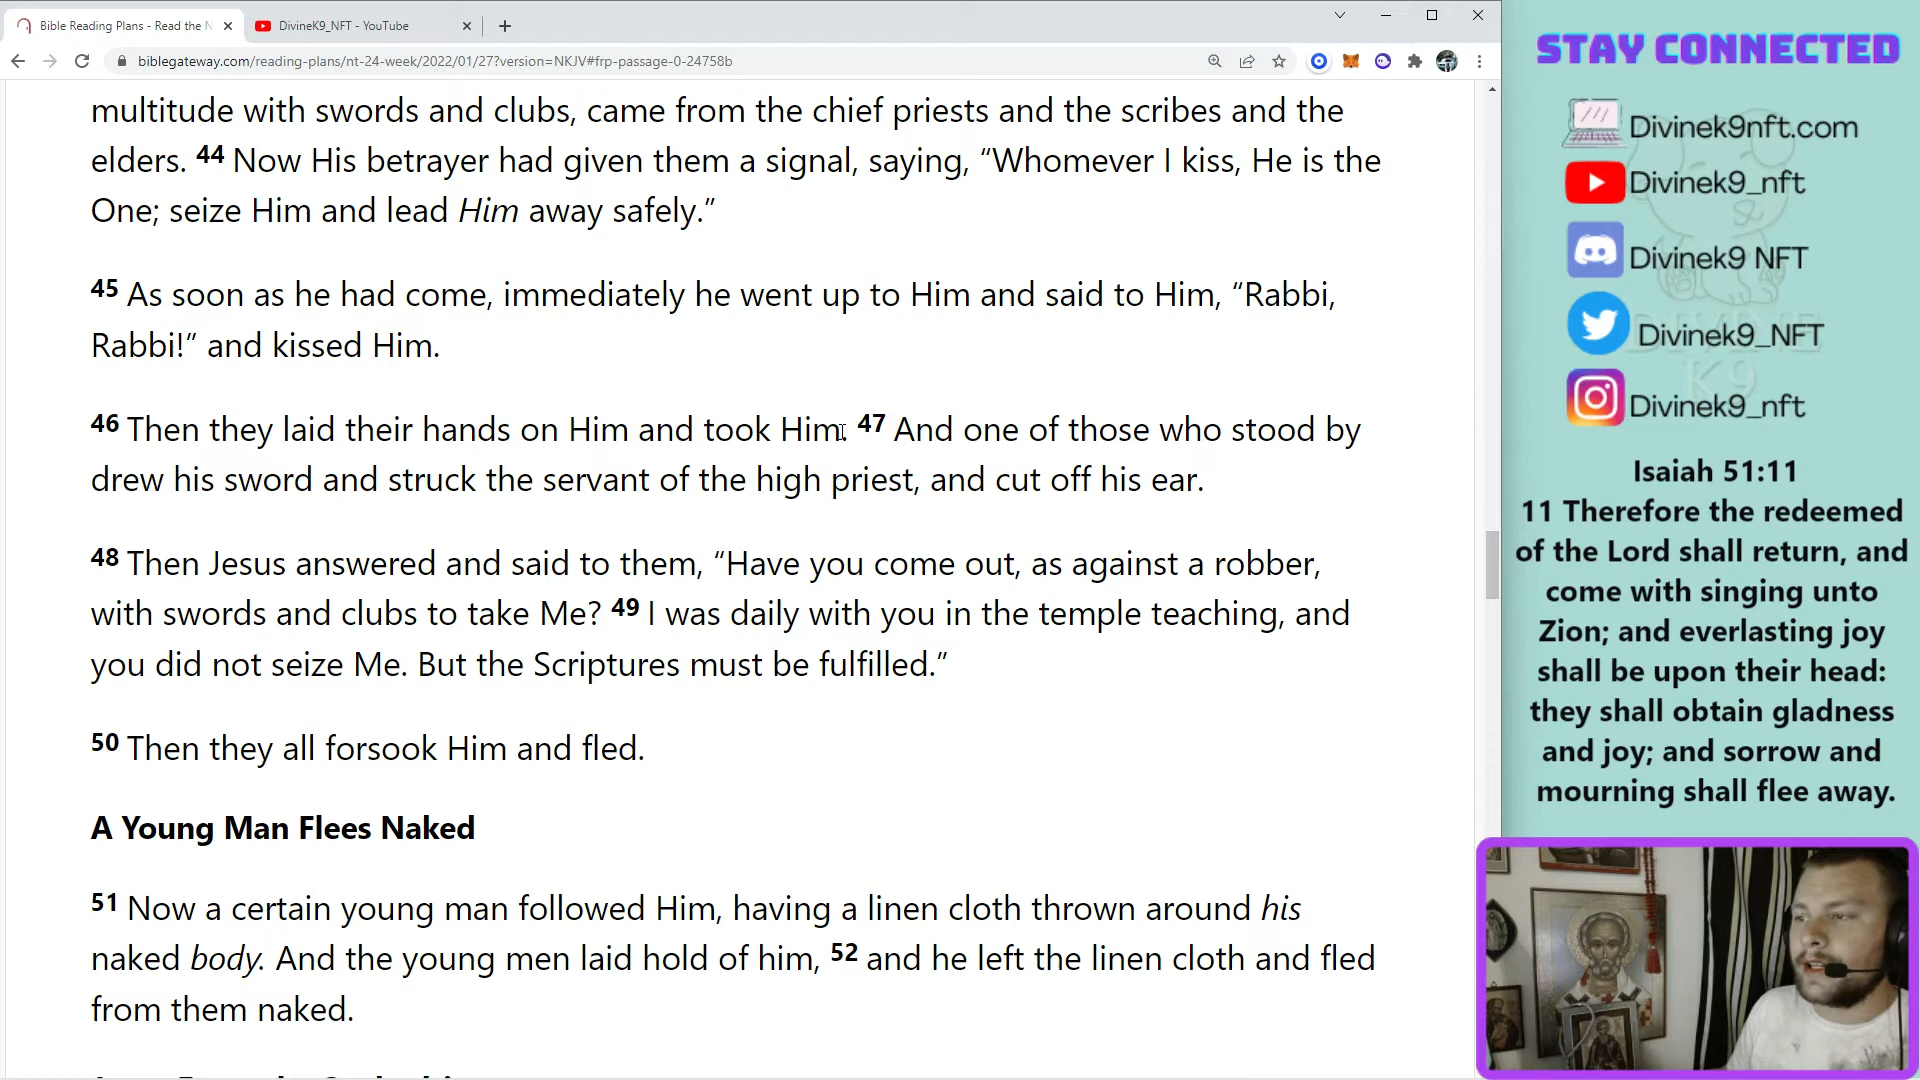 Bible Reading Plans - Read the N
DivineK9_NFT - YouTube
biblegateway.com/reading-plans/nt-24-week/2022/01/27?version=NKJV#frp-passage-0-24758b
multitude with swords and clubs, came from the chief priests and the scribes and the
elders. 44 Now His betrayer had given them a signal, saying, “Whomever I kiss, He is the
One; seize Him and lead Him away safely.”
45 As soon as he had come, immediately he went up to Him and said to Him, “Rabbi,
Rabbi!” and kissed Him.
46 Then they laid their hands on Him and took Him. 47 And one of those who stood by
drew his sword and struck the servant of the high priest, and cut off his ear.
48 Then Jesus answered and said to them, “Have you come out, as against a robber,
with swords and clubs to take Me? 49 I was daily with you in the temple teaching, and
you did not seize Me. But the Scriptures must be fulfilled.”
50 Then they all forsook Him and fled.
A Young Man Flees Naked
51 Now a certain young man followed Him, having a linen cloth thrown around his
naked body. And the young men laid hold of him, 52 and he left the linen cloth and fled
from them naked.
STAY CONNECTED
Divinek9nft.com
Divinek9_nft
Divinek9 NFT
Divinek9_NFT
Divinek9_nft
DIVINE
K9
Isaiah 51:11
11 Therefore the redeemed
of the Lord shall return, and
come with singing unto
Zion; and everlasting joy
shall be upon their head:
they shall obtain gladness
and joy; and sorrow and
mourning shall flee away.